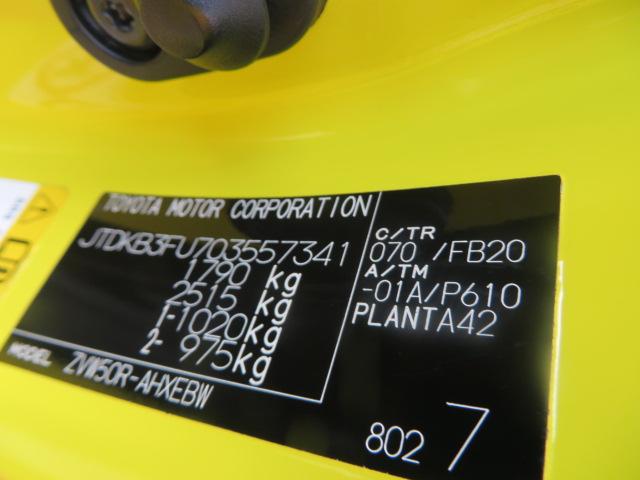 TOYOTA MOTOR CORPORATION
JTDKB3FU703557341
1790 kg
2515 kg
1-1020kg
2- 975kg
MODEL ZVW50R-AHXEBW
C/TR
070 /FB20
A/TM
-01A/P610
PLANTA42
802 7